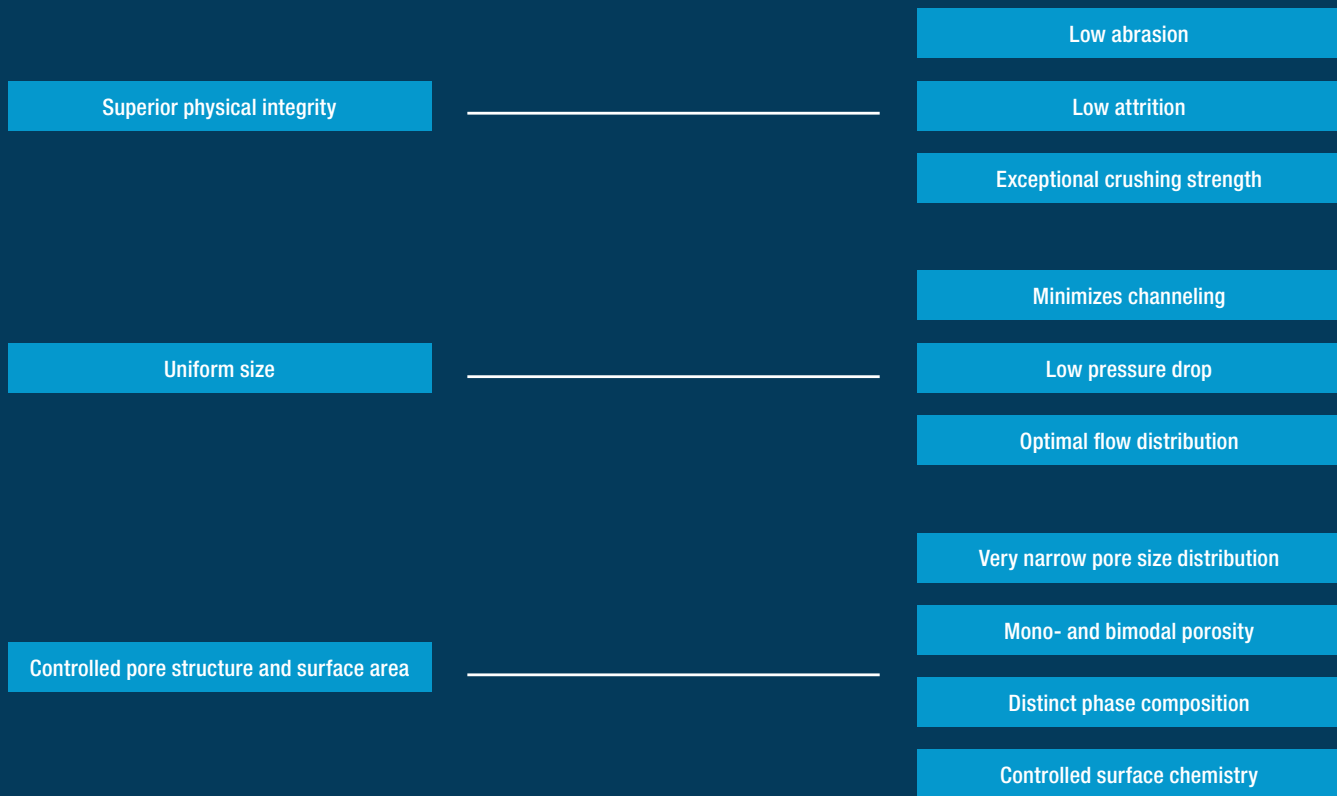 Superior physical integrity
Low abrasion
Low attrition
Exceptional crushing strength
Uniform size
Minimizes channeling
Low pressure drop
Optimal flow distribution
Controlled pore structure and surface area
Very narrow pore size distribution
Mono- and bimodal porosity
Distinct phase composition
Controlled surface chemistry